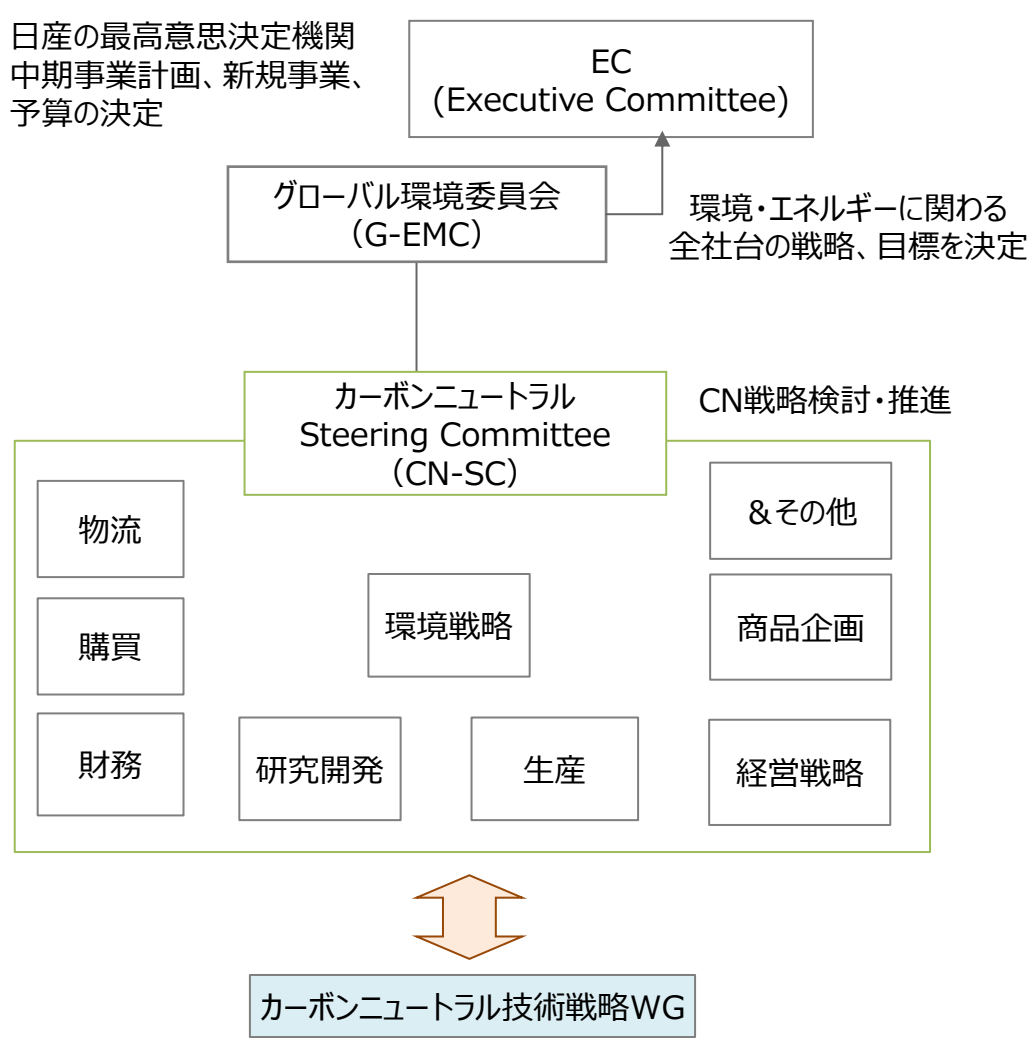 日産の最高意思決定機関
中期事業計画、新規事業、
予算の決定
EC
(Executive Committee)
グローバル環境委員会
（G-EMC）
環境・エネルギーに関わる
全社台の戦略、目標を決定
カーボンニュートラル
Steering Committee
（CN-SC）
CN戦略検討・推進
物流
購買
財務
環境戦略
研究開発
生産
&その他
商品企画
経営戦略
カーボンニュートラル技術戦略WG